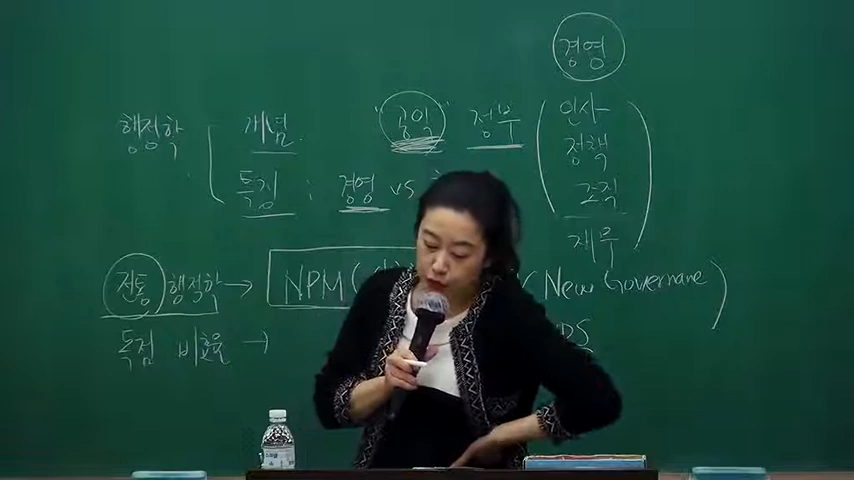 경영
행정학 개념 "공익" 정부 인사
정책
특징 : 경영 vs 조직
재무
전통 행정학 → NPM ( New Governane )
독점 비효율 →